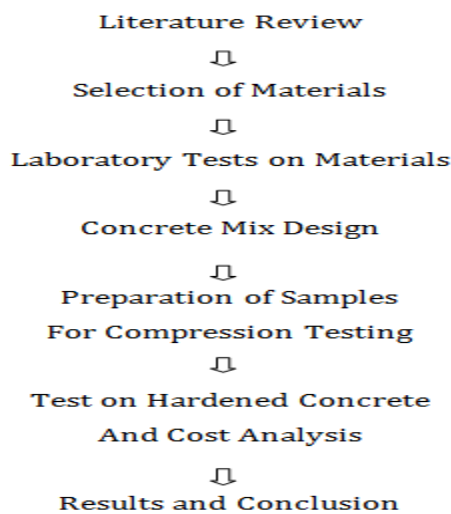 Literature Review
⇩
Selection of Materials
⇩
Laboratory Tests on Materials
⇩
Concrete Mix Design
⇩
Preparation of Samples
For Compression Testing
⇩
Test on Hardened Concrete
And Cost Analysis
⇩
Results and Conclusion